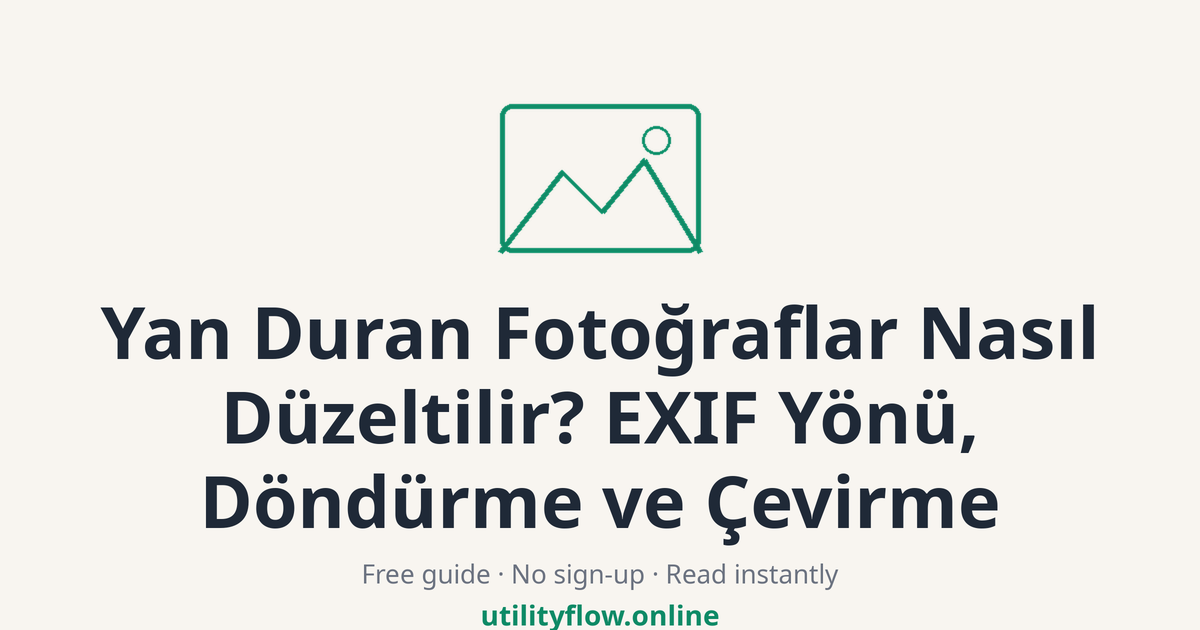 Yan Duran Fotoğraflar Nasıl
Düzeltilir? EXIF Yönü,
Döndürme ve Çevirme
Free guide · No sign-up · Read instantly
utilityflow.online